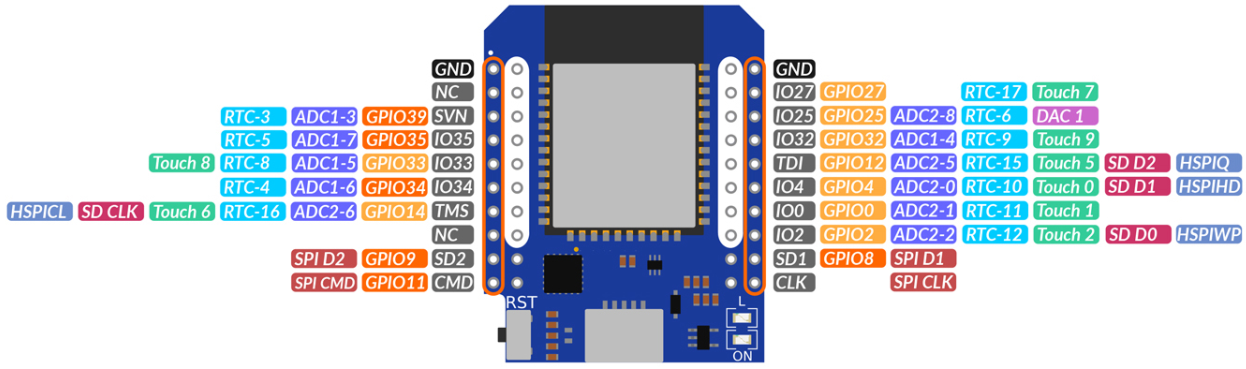 GND GND
NC IO27 GPIO27 RTC-17 Touch 7
RTC-3 ADC1-3 GPIO39 SVN IO25 GPIO25 ADC2-8 RTC-6 DAC 1
RTC-5 ADC1-7 GPIO35 IO35 IO32 GPIO32 ADC1-4 RTC-9 Touch 9
Touch 8 RTC-8 ADC1-5 GPIO33 IO33 TDI GPIO12 ADC2-5 RTC-15 Touch 5 SD D2 HSPIQ
RTC-4 ADC1-6 GPIO34 IO34 IO4 GPIO4 ADC2-0 RTC-10 Touch 0 SD D1 HSPIHD
HSPICL SD CLK Touch 6 RTC-16 ADC2-6 GPIO14 TMS IO0 GPIO0 ADC2-1 RTC-11 Touch 1
NC IO2 GPIO2 ADC2-2 RTC-12 Touch 2 SD D0 HSPIWP
SPI D2 GPIO9 SD2 SD1 GPIO8 SPI D1
SPI CMD GPIO11 CMD CLK SPI CLK
RST L
ON